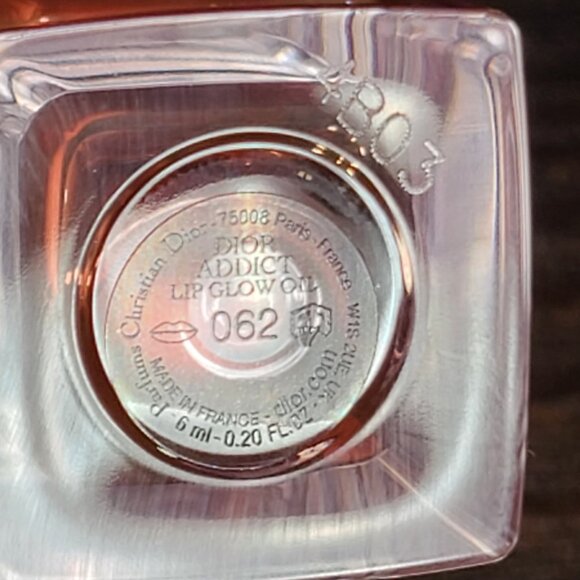 4B03
Parfums Christian Dior - 75008 Paris - France - W1S 2UE UK
DIOR
ADDICT
LIP GLOW OIL
062
MADE IN FRANCE - dior.com
6 ml - 0.20 FL.OZ